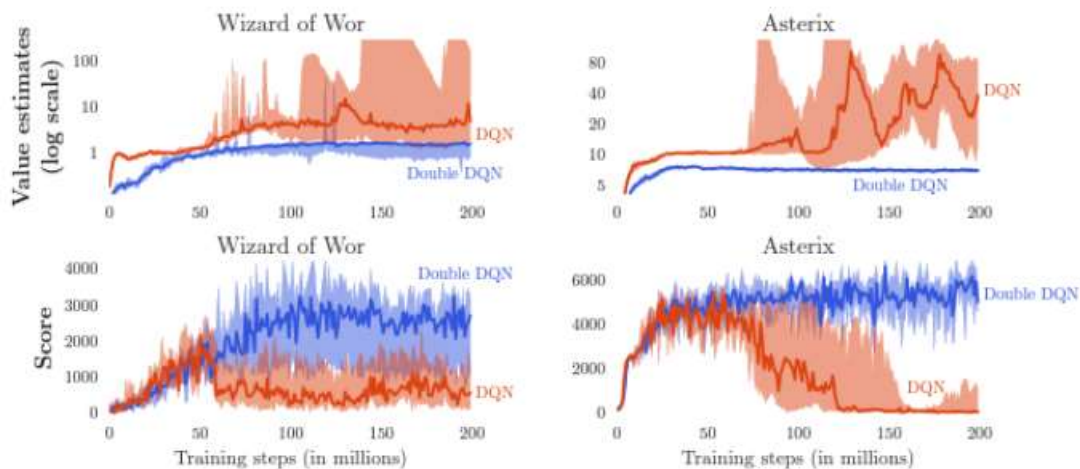 Wizard of Wor
Asterix
Value estimates
(log scale)
100
10
1
DQN
Double DQN
0 50 100 150 200
80
40
20
10
5
DQN
Double DQN
0 50 100 150 200
Wizard of Wor
Asterix
Score
4000
3000
2000
1000
0
Double DQN
DQN
0 50 100 150 200
Training steps (in millions)
6000
4000
2000
0
Double DQN
DQN
0 50 100 150 200
Training steps (in millions)